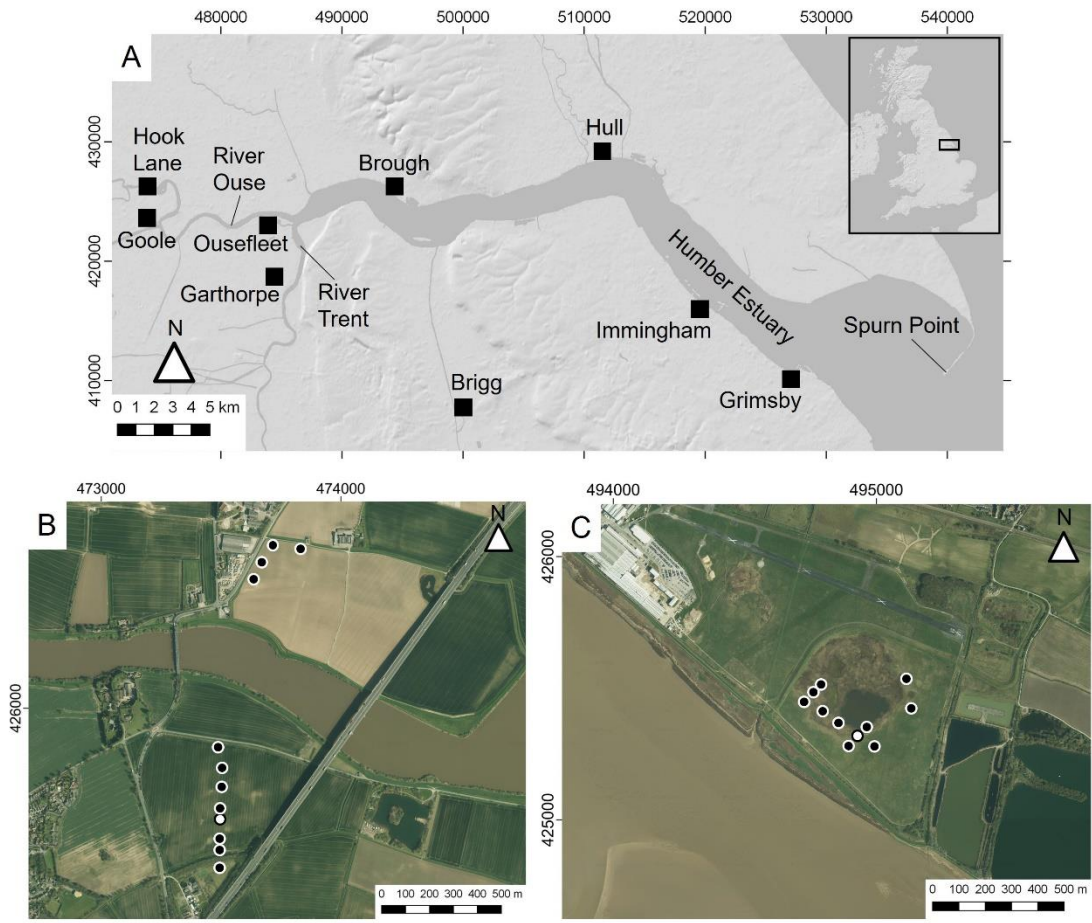 480000 490000 500000 510000 520000 530000 540000
A
430000
420000
410000
Hook
Lane
River
Ouse
Brough
Hull
Goole
Ousefleet
Garthorpe
River
Trent
Humber Estuary
Immingham
Spurn Point
N
Brigg
Grimsby
0 1 2 3 4 5 km
473000 474000
B
N
426000
0 100 200 300 400 500 m
494000 495000
C
N
426000
425000
0 100 200 300 400 500 m